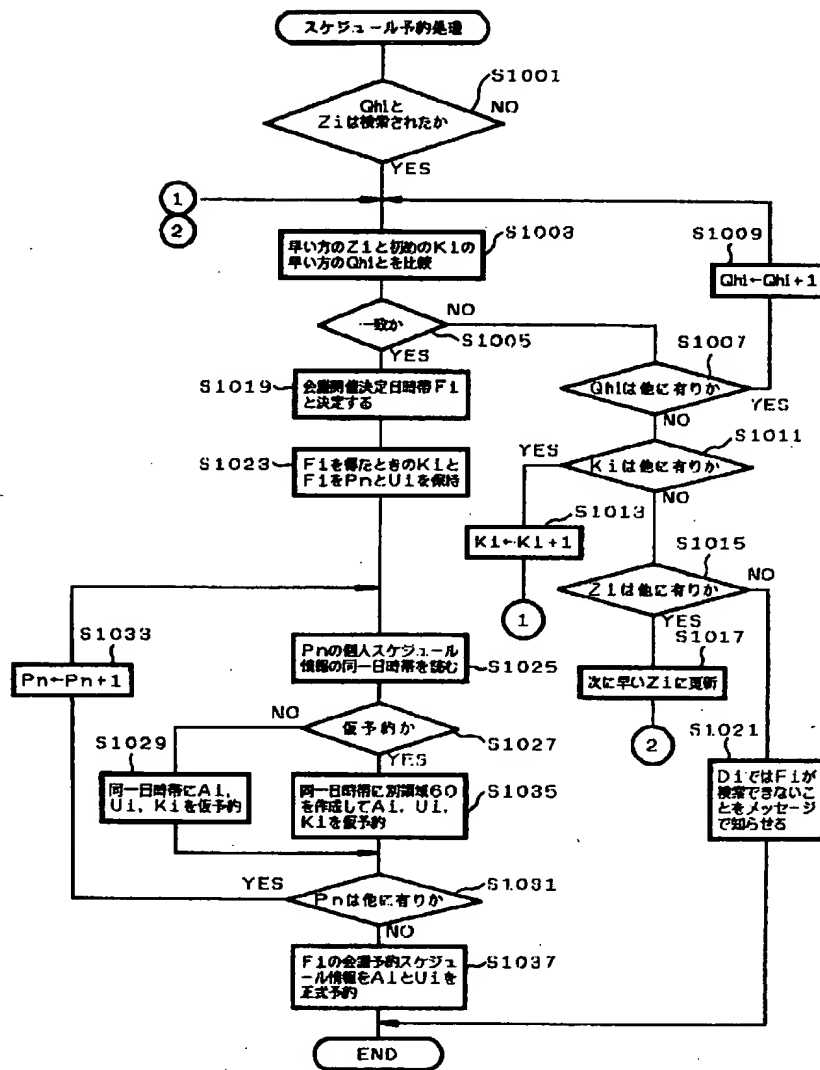 スケジュール予約処理
S1001
Qhiと
Ziは検索されたか
NO
YES
1
2
S1003
早い方のZiと初めのKiの
早い方のQhiとを比較
S1009
Qhi←Qhi+1
一致か
NO
S1005
YES
S1007
Qhiは他に有りか
YES
NO
S1019
会議開催決定日時帯Fi
と決定する
S1011
YES
Kiは他に有りか
NO
S1023
Fiを得たときのKiと
FiをPnとUiを保持
S1013
Ki←Ki+1
1
S1015
Ziは他に有りか
NO
YES
S1017
次に早いZiに更新
2
S1033
Pn←Pn+1
Pnの個人スケジュール
情報の同一日時帯を読む
S1025
NO
仮予約か
S1027
YES
S1029
同一日時帯にAi,
Ui, Kiを仮予約
同一日時帯に別領域60
を作成してAi, Ui,
Kiを仮予約
S1035
S1021
DiではFiが
検索できないこ
とをメッセージ
で知らせる
YES
Pnは他に有りか
S1031
NO
Fiの会議予約スケジュ
ール情報をAiとUiを
正式予約
S1037
END